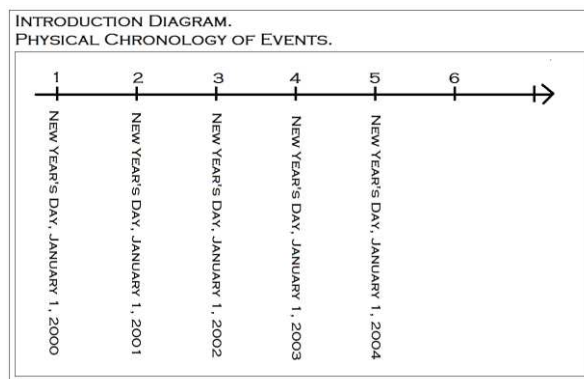 INTRODUCTION DIAGRAM.
PHYSICAL CHRONOLOGY OF EVENTS.
1 2 3 4 5 6
NEW YEAR'S DAY, JANUARY 1, 2000
NEW YEAR'S DAY, JANUARY 1, 2001
NEW YEAR'S DAY, JANUARY 1, 2002
NEW YEAR'S DAY, JANUARY 1, 2003
NEW YEAR'S DAY, JANUARY 1, 2004